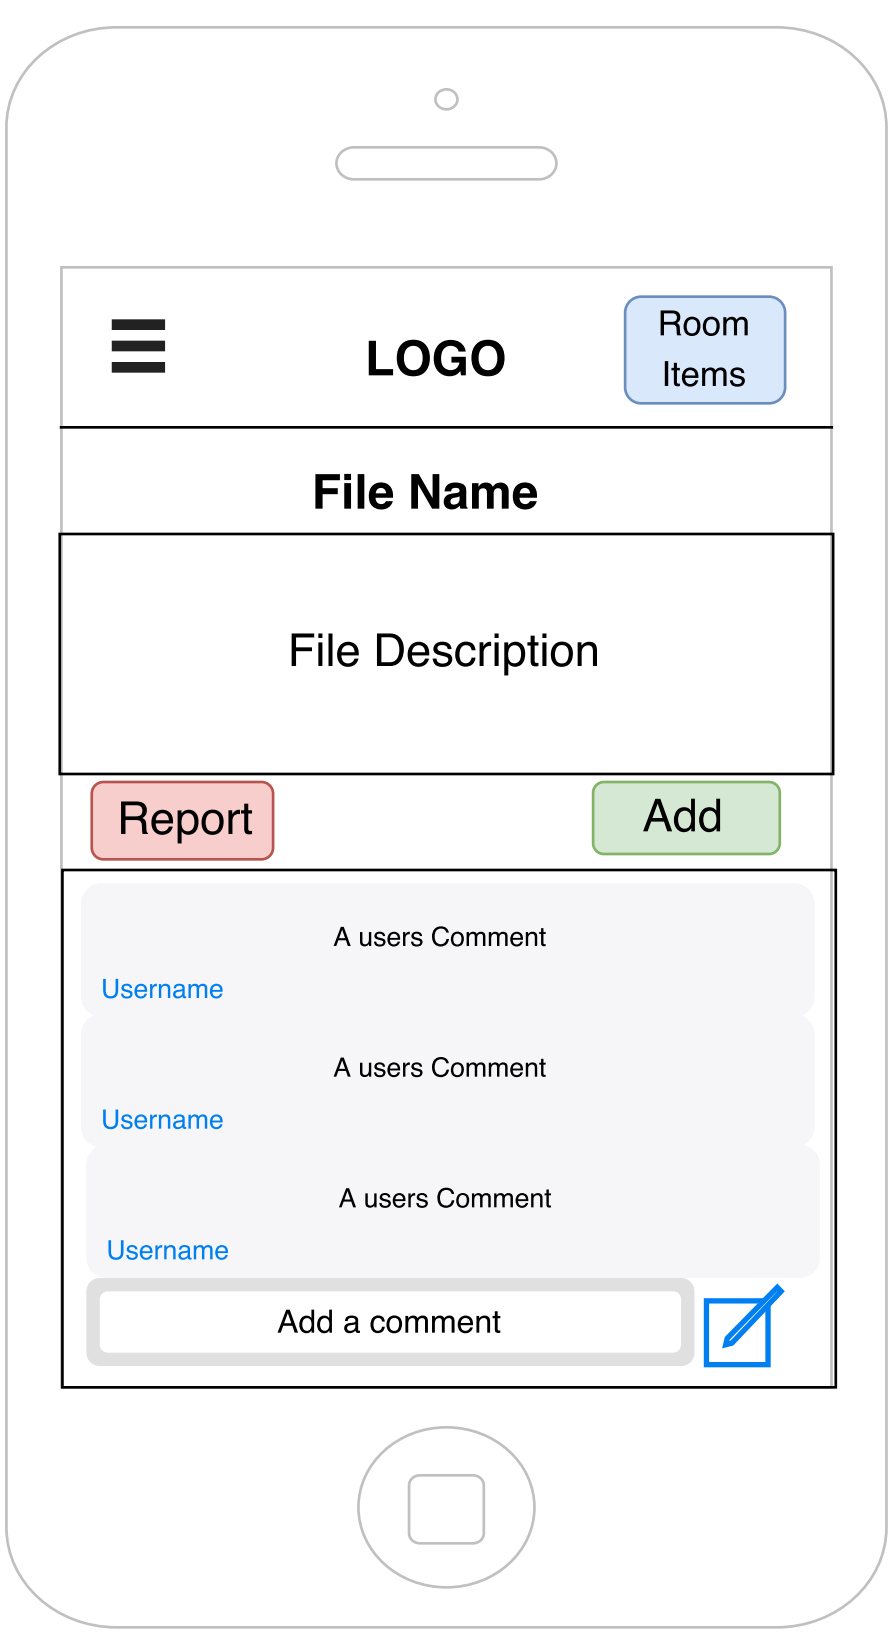 LOGO
Room
Items
File Name
File Description
Report
Add
A users Comment
Username
A users Comment
Username
A users Comment
Username
Add a comment